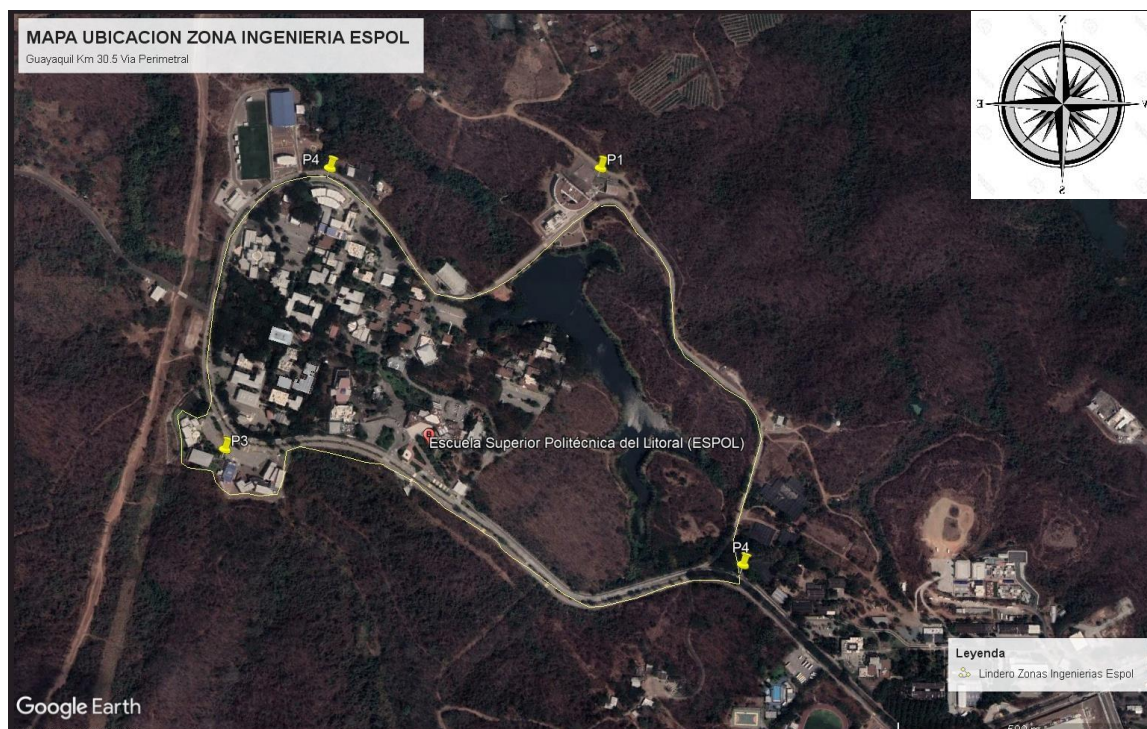 MAPA UBICACION ZONA INGENIERIA ESPOL
Guayaquil Km 30.5 Via Perimetral
N
E
S
P4
P1
P3
Escuela Superior Politécnica del Litoral (ESPOL)
P4
Leyenda
Lindero Zonas Ingenierias Espol
Google Earth